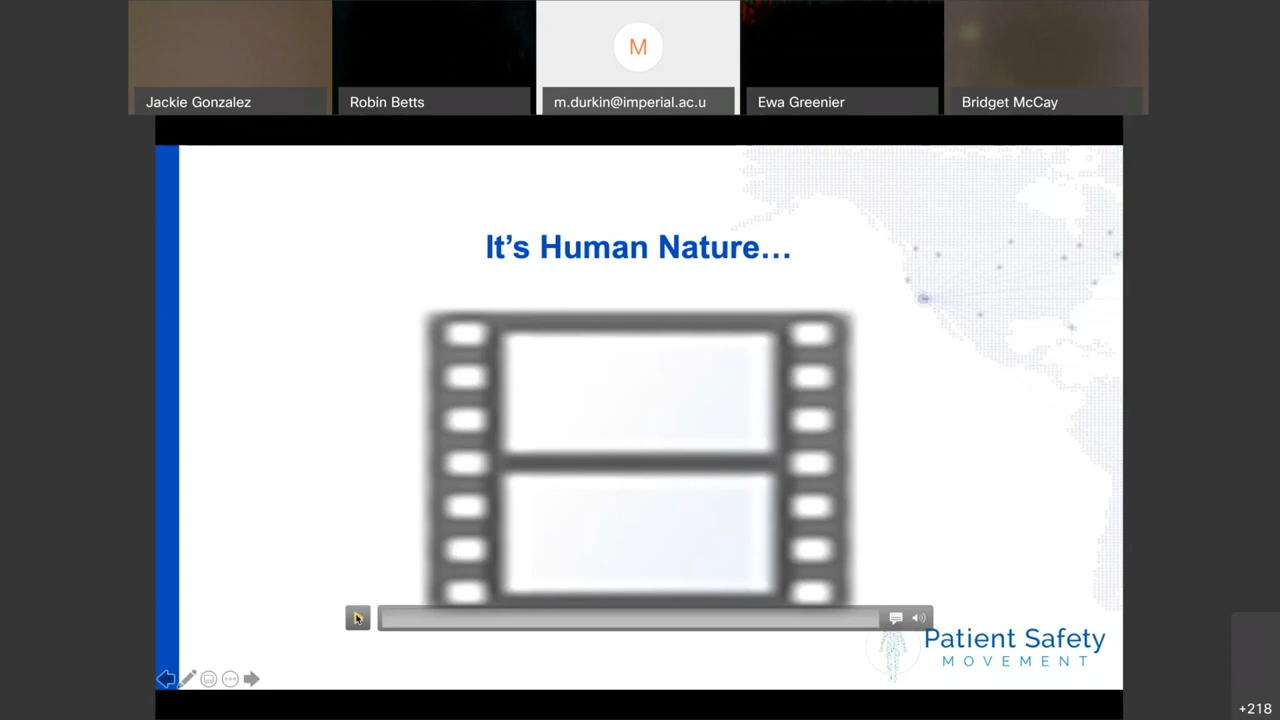 Jackie Gonzalez
Robin Betts
M
m.durkin@imperial.ac.u
Ewa Greenier
Bridget McCay
It’s Human Nature…
Patient Safety
MOVEMENT
+218